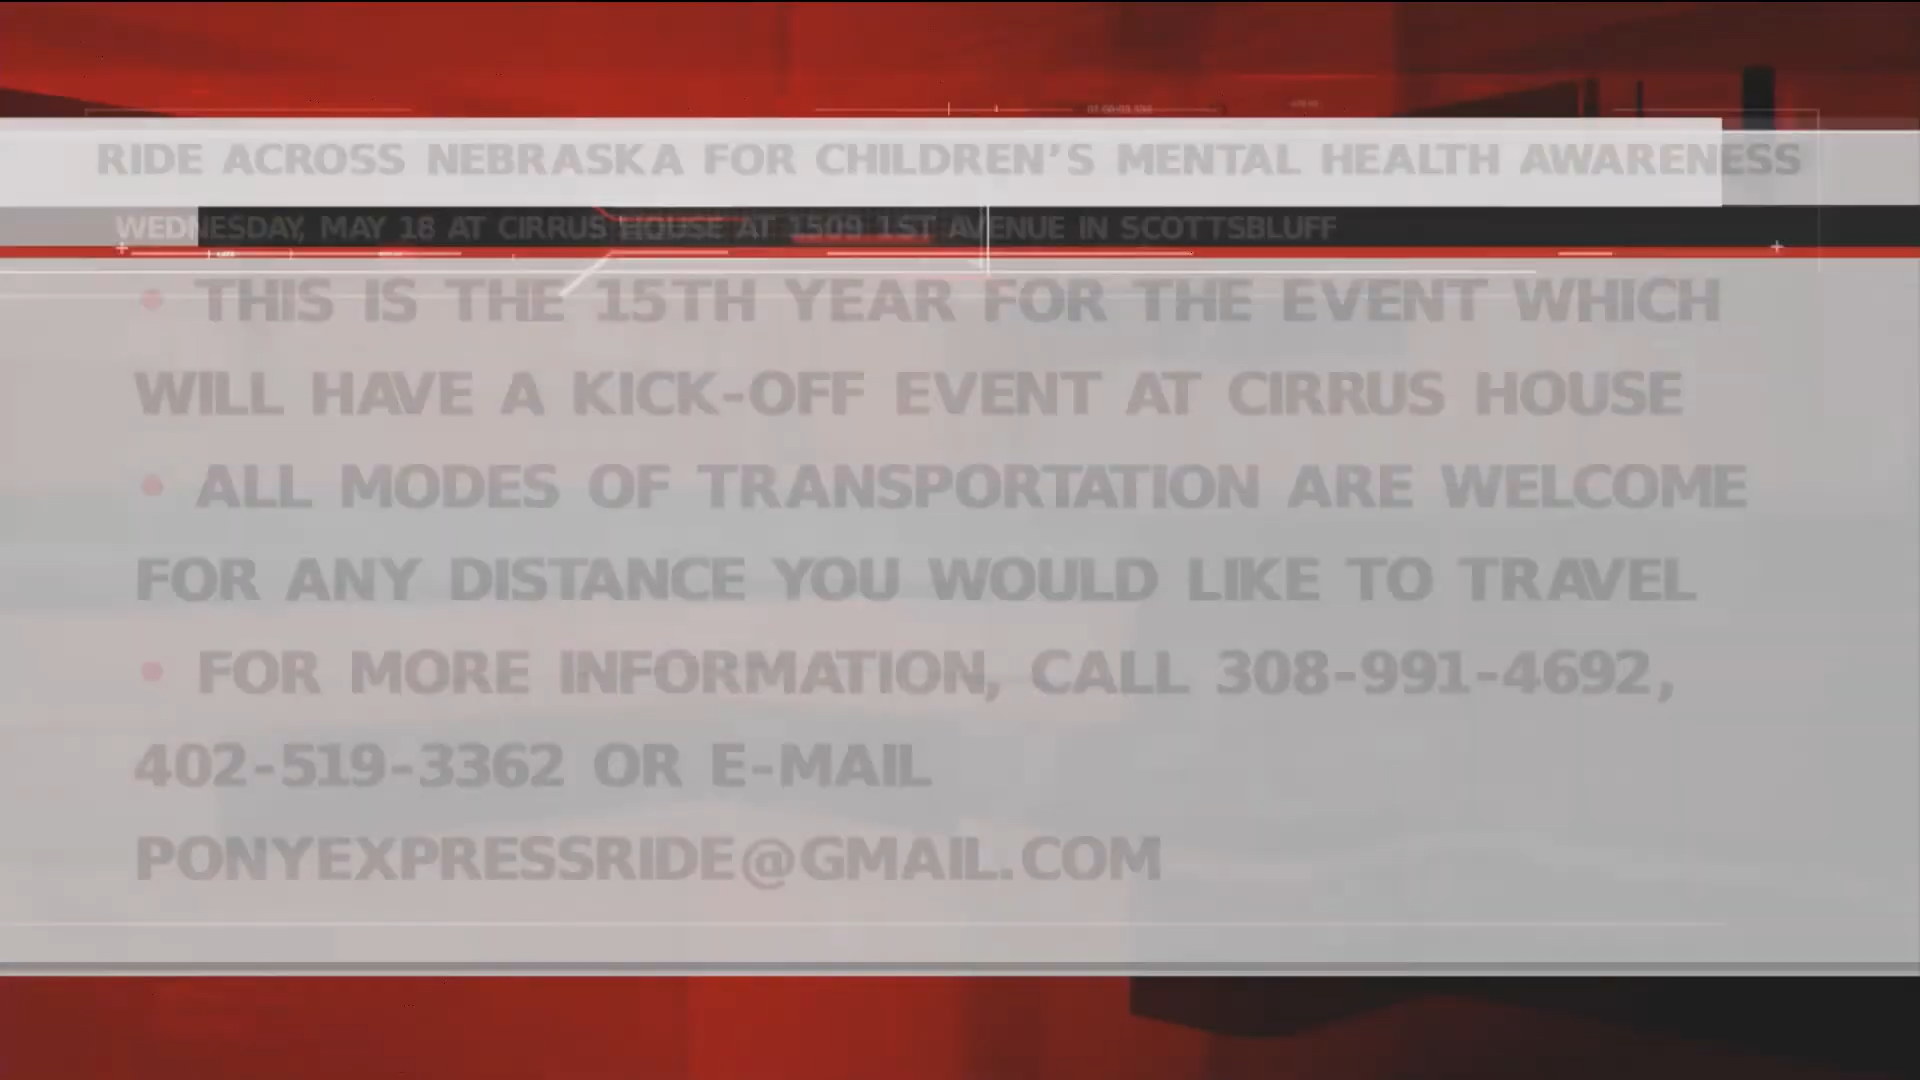 RIDE ACROSS NEBRASKA FOR CHILDREN'S MENTAL HEALTH AWARENESS
WEDNESDAY, MAY 18 AT CIRRUS HOUSE AT 1509 1ST AVENUE IN SCOTTSBLUFF
• THIS IS THE 15TH YEAR FOR THE EVENT WHICH
WILL HAVE A KICK-OFF EVENT AT CIRRUS HOUSE
• ALL MODES OF TRANSPORTATION ARE WELCOME
FOR ANY DISTANCE YOU WOULD LIKE TO TRAVEL
• FOR MORE INFORMATION, CALL 308-991-4692,
402-519-3362 OR E-MAIL
PONYEXPRESSRIDE@GMAIL.COM